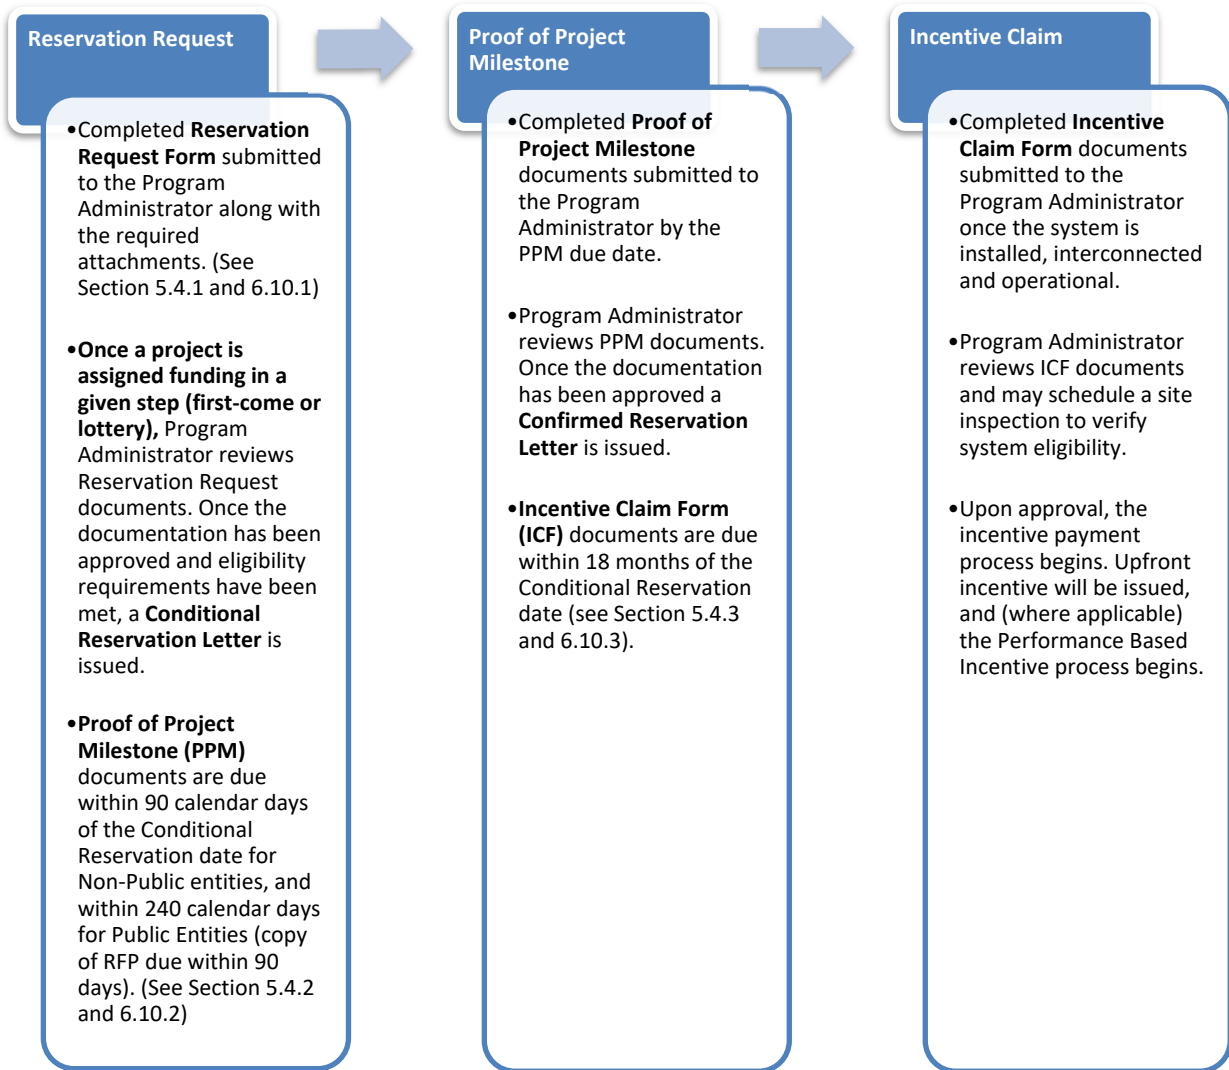 Reservation Request
•Completed Reservation
Request Form submitted
to the Program
Administrator along with
the required
attachments. (See
Section 5.4.1 and 6.10.1)
•Once a project is
assigned funding in a
given step (first-come or
lottery), Program
Administrator reviews
Reservation Request
documents. Once the
documentation has been
approved and eligibility
requirements have been
met, a Conditional
Reservation Letter is
issued.
•Proof of Project
Milestone (PPM)
documents are due
within 90 calendar days
of the Conditional
Reservation date for
Non-Public entities, and
within 240 calendar days
for Public Entities (copy
of RFP due within 90
days). (See Section 5.4.2
and 6.10.2)
Proof of Project
Milestone
•Completed Proof of
Project Milestone
documents submitted to
the Program
Administrator by the
PPM due date.
•Program Administrator
reviews PPM documents.
Once the documentation
has been approved a
Confirmed Reservation
Letter is issued.
•Incentive Claim Form
(ICF) documents are due
within 18 months of the
Conditional Reservation
date (see Section 5.4.3
and 6.10.3).
Incentive Claim
•Completed Incentive
Claim Form documents
submitted to the
Program Administrator
once the system is
installed, interconnected
and operational.
•Program Administrator
reviews ICF documents
and may schedule a site
inspection to verify
system eligibility.
•Upon approval, the
incentive payment
process begins. Upfront
incentive will be issued,
and (where applicable)
the Performance Based
Incentive process begins.